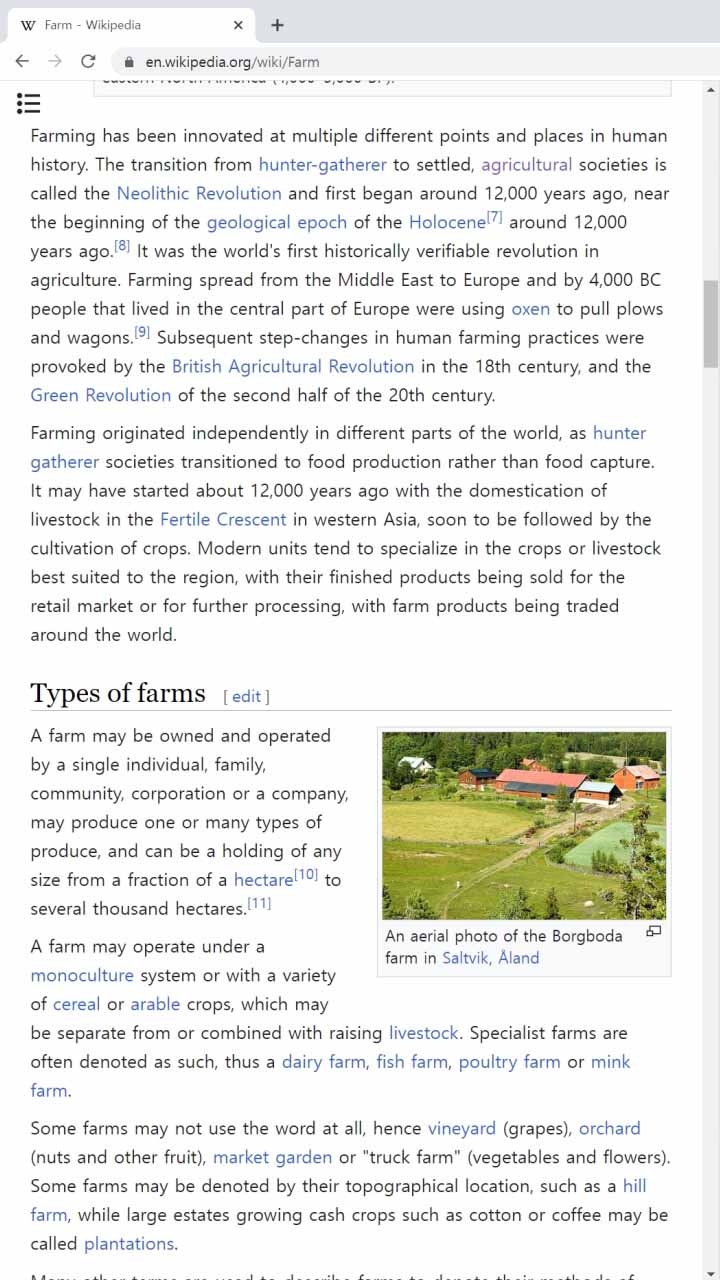 Farm - Wikipedia
en.wikipedia.org/wiki/Farm
Farming has been innovated at multiple different points and places in human
history. The transition from hunter-gatherer to settled, agricultural societies is
called the Neolithic Revolution and first began around 12,000 years ago, near
the beginning of the geological epoch of the Holocene[7] around 12,000
years ago.[8] It was the world's first historically verifiable revolution in
agriculture. Farming spread from the Middle East to Europe and by 4,000 BC
people that lived in the central part of Europe were using oxen to pull plows
and wagons.[9] Subsequent step-changes in human farming practices were
provoked by the British Agricultural Revolution in the 18th century, and the
Green Revolution of the second half of the 20th century.
Farming originated independently in different parts of the world, as hunter
gatherer societies transitioned to food production rather than food capture.
It may have started about 12,000 years ago with the domestication of
livestock in the Fertile Crescent in western Asia, soon to be followed by the
cultivation of crops. Modern units tend to specialize in the crops or livestock
best suited to the region, with their finished products being sold for the
retail market or for further processing, with farm products being traded
around the world.
Types of farms [ edit ]
A farm may be owned and operated
by a single individual, family,
community, corporation or a company,
may produce one or many types of
produce, and can be a holding of any
size from a fraction of a hectare[10] to
several thousand hectares.[11]
An aerial photo of the Borgboda
farm in Saltvik, Åland
A farm may operate under a
monoculture system or with a variety
of cereal or arable crops, which may
be separate from or combined with raising livestock. Specialist farms are
often denoted as such, thus a dairy farm, fish farm, poultry farm or mink
farm.
Some farms may not use the word at all, hence vineyard (grapes), orchard
(nuts and other fruit), market garden or "truck farm" (vegetables and flowers).
Some farms may be denoted by their topographical location, such as a hill
farm, while large estates growing cash crops such as cotton or coffee may be
called plantations.
Many other terms are used to describe farms to denote their methods of